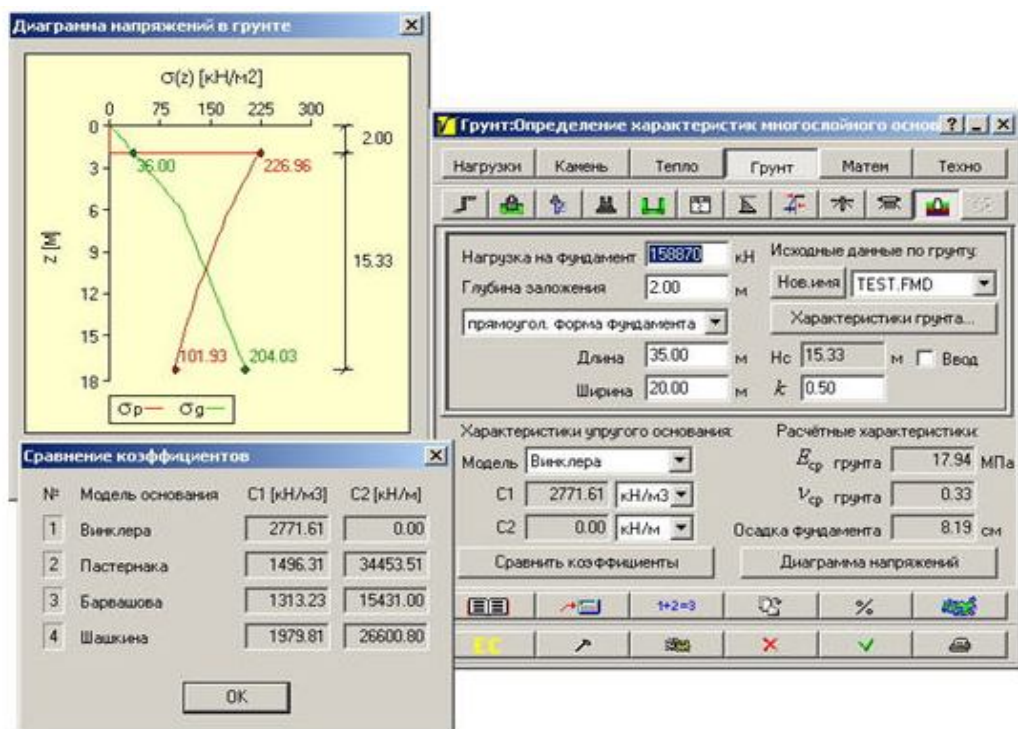 Диаграмма напряжений в грунте
σ(z) [кН/м2]
0 75 150 225 300
0
3
6
9
12
15
18
z [м]
36.00
226.96
2.00
15.33
101.93
204.03
σp σg
Грунт:Определение характеристик многослойного основ
Нагрузки Камень Тепло Грунт Матем Техно
Нагрузка на фундамент 158870 кН
Исходные данные по грунту:
Глубина заложения 2.00 м
Нов.имя TEST.FMD
прямоугол. форма фундамента
Характеристики грунта...
Длина 35.00 м
Hc 15.33 м Ввод
Ширина 20.00 м
k 0.50
Характеристики упругого основания:
Расчётные характеристики:
Модель Винклера
Eср грунта 17.94 МПа
C1 2771.61 кН/м3
νср грунта 0.33
C2 0.00 кН/м
Осадка фундамента 8.19 см
Сравнить коэффициенты
Диаграмма напряжений
1+2=3 %
EC
Сравнение коэффициентов
№ Модель основания C1 [кН/м3] C2 [кН/м]
1 Винклера 2771.61 0.00
2 Пастернака 1496.31 34453.51
3 Барвашова 1313.23 15431.00
4 Шашкина 1979.81 26600.80
OK